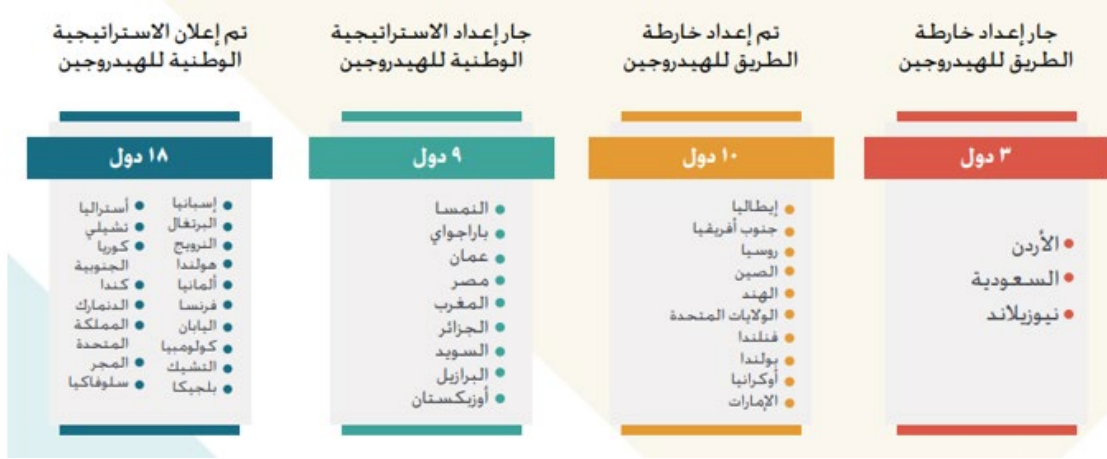 جار إعداد خارطة
الطريق للهيدروجين
٣ دول
الأردن
السعودية
نيوزيلاند
تم إعداد خارطة
الطريق للهيدروجين
١٠ دول
إيطاليا
جنوب أفريقيا
روسيا
الصين
الهند
الولايات المتحدة
فنلندا
بولندا
أوكرانيا
الإمارات
جار إعداد الاستراتيجية
الوطنية للهيدروجين
٩ دول
النمسا
باراجواي
عمان
مصر
المغرب
الجزائر
السويد
البرازيل
أوزبكستان
تم إعلان الاستراتيجية
الوطنية للهيدروجين
١٨ دول
إسبانيا
البرتغال
النرويج
هولندا
ألمانيا
فرنسا
اليابان
كولومبيا
التشيك
بلجيكا
أستراليا
تشيلي
كوريا
الجنوبية
كندا
الدنمارك
المملكة
المتحدة
المجر
سلوفاكيا